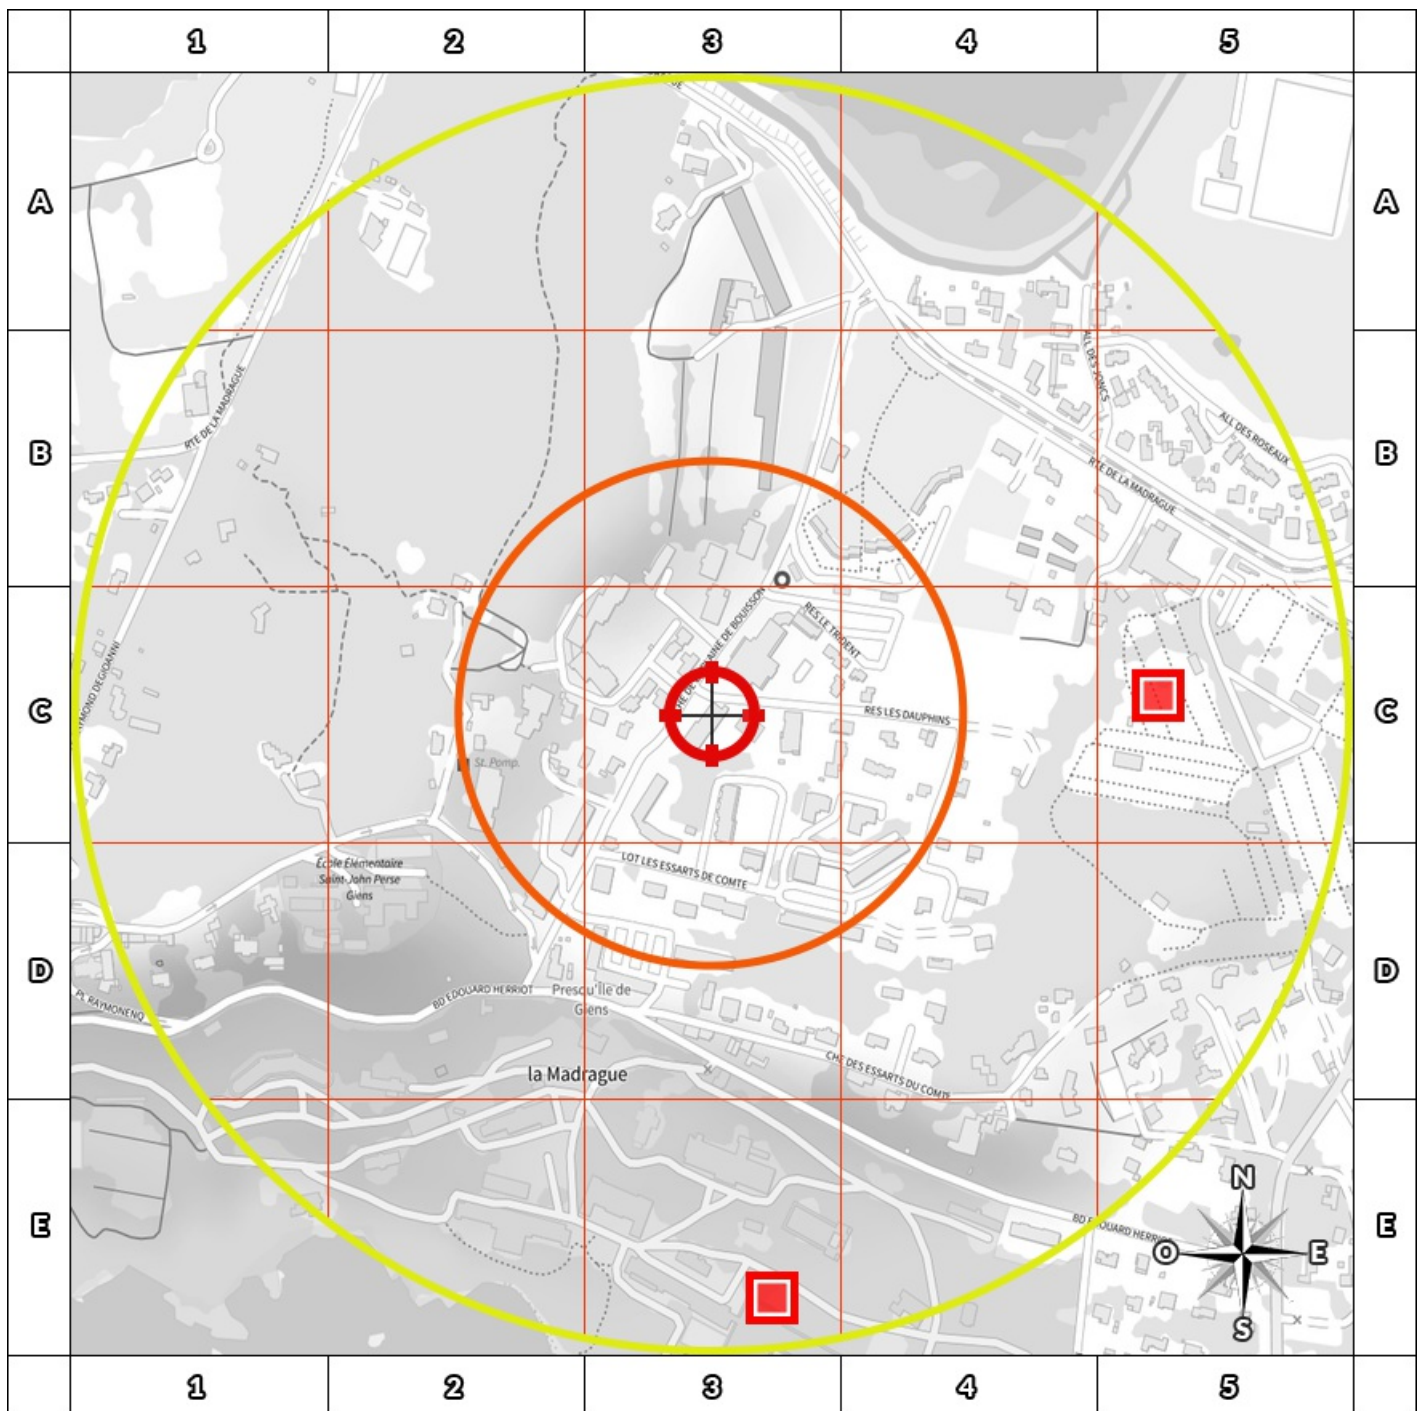 1 2 3 4 5
A A
RTE DE LA MADRAGUE
ALL DES JONCS
ALL DES ROSEAUX
B B
RTE DE LA MADRAGUE
RES LE TRIDENT
C C
RES LES DAUPHINS
St. Pomp.
École Élémentaire
Saint-John Perse
Giens
LOT LES ESSARTS DE COMTE
D D
PL RAYMONENQ
BD EDOUARD HERRIOT
Presqu'île de
Giens
CHE DES ESSARTS DU COMTE
la Madrague
N
BD EDOUARD HERRIOT
E E
O E
S
1 2 3 4 5